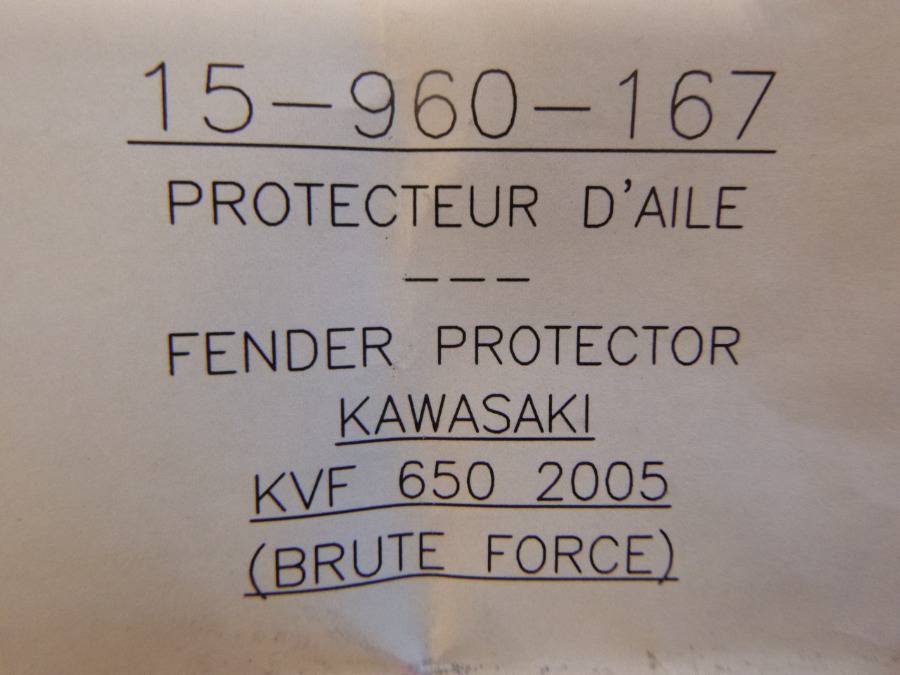 15-960-167
PROTECTEUR D'AILE
---
FENDER PROTECTOR
KAWASAKI
KVF 650 2005
(BRUTE FORCE)